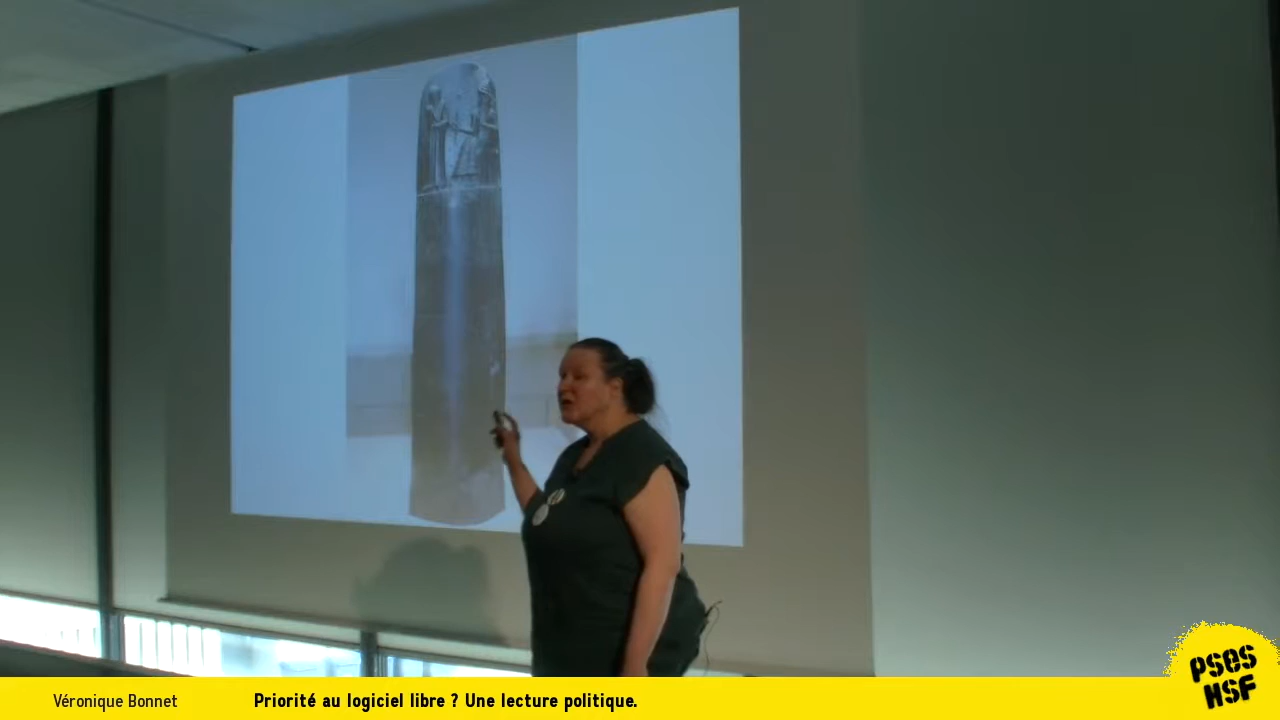 Véronique Bonnet
Priorité au logiciel libre ? Une lecture politique.
PSES
HSF